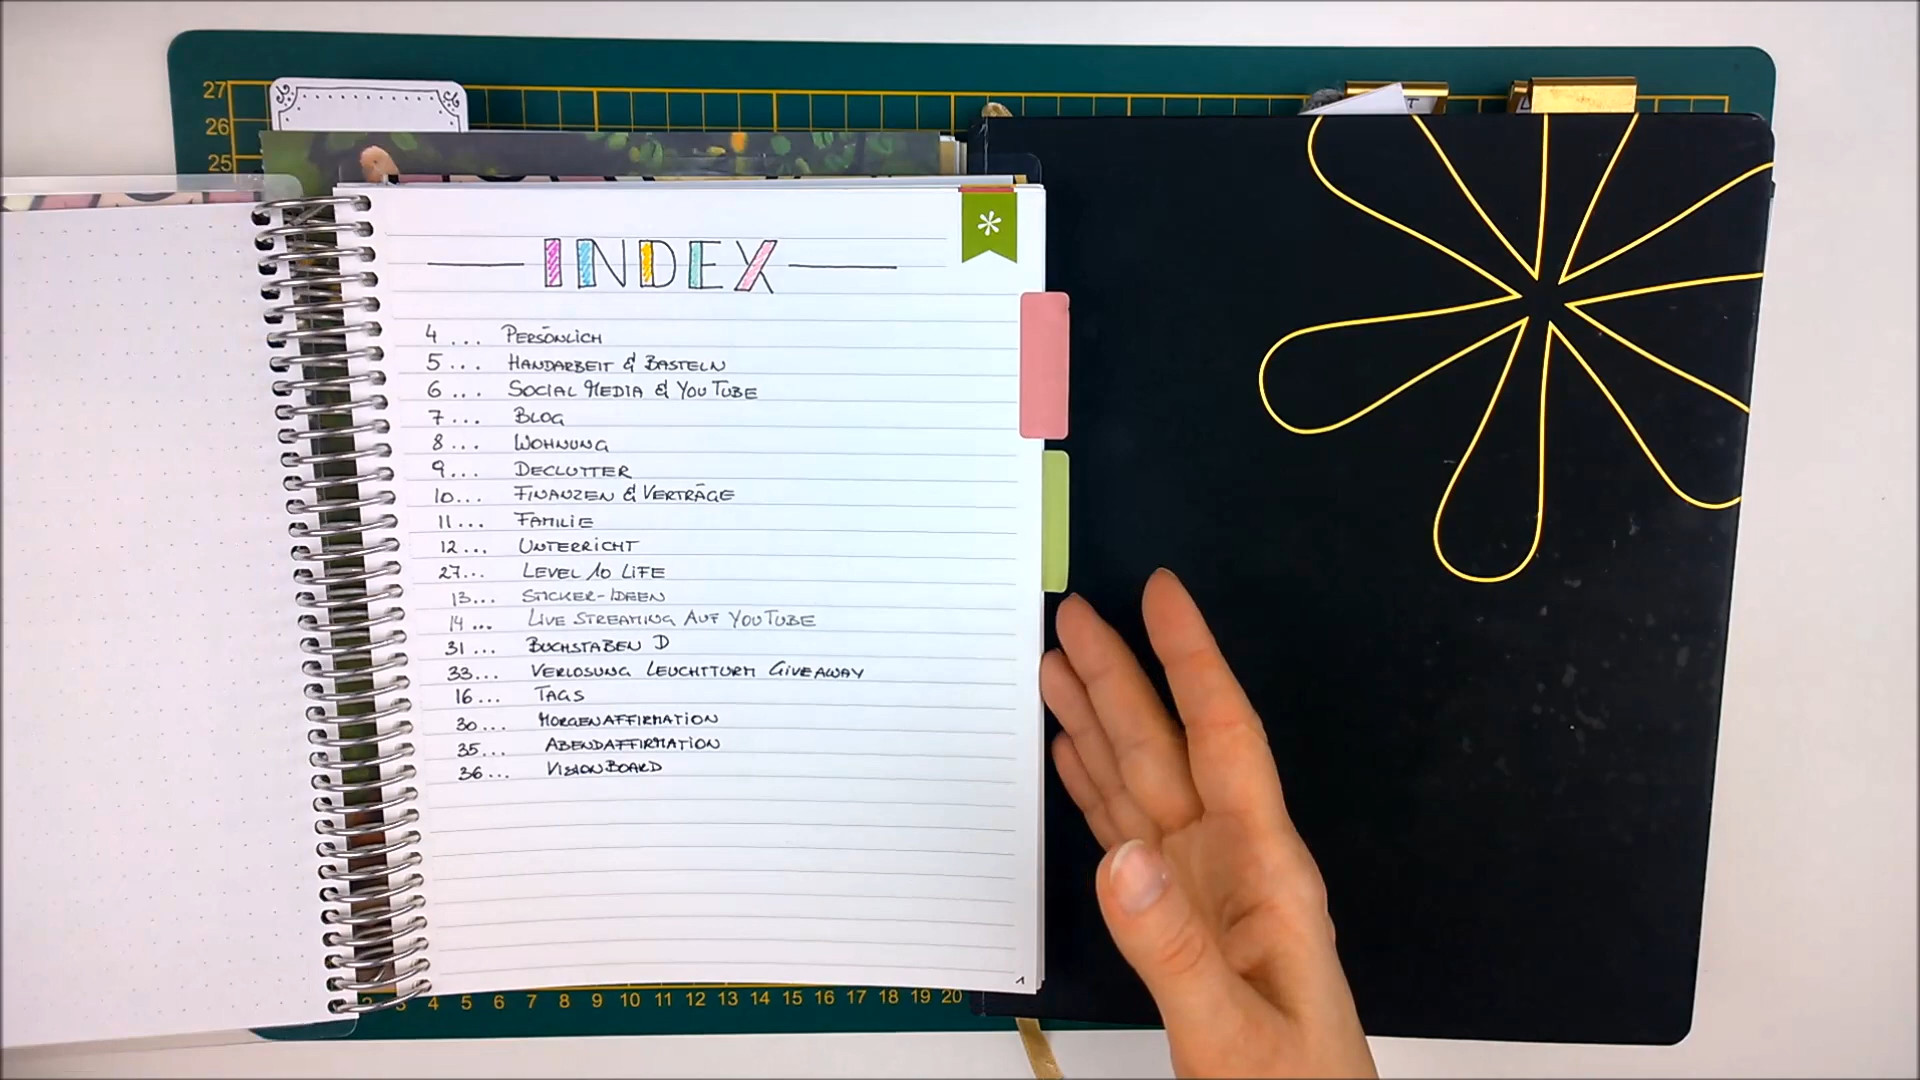 27
26
25
INDEX
4 ... PERSÖNLICH
5 ... HANDARBEIT & BASTELN
6 ... SOCIAL MEDIA & YOUTUBE
7 ... BLOG
8 ... WOHNUNG
9 ... DECLUTTER
10 ... FINANZEN & VERTRÄGE
11 ... FAMILIE
12 ... UNTERRICHT
27 ... LEVEL 10 LIFE
13 ... STICKER-IDEEN
14 ... LIVE STREAMING AUF YOUTUBE
31 ... BUCHSTABEN D
33 ... VERLOSUNG LEUCHTTURM GIVEAWAY
16 ... TAGS
30 ... MORGENAFFIRMATION
35 ... ABENDAFFIRMATION
36 ... VISIONBOARD
1
2 3 4 5 6 7 8 9 10 11 12 13 14 15 16 17 18 19 20